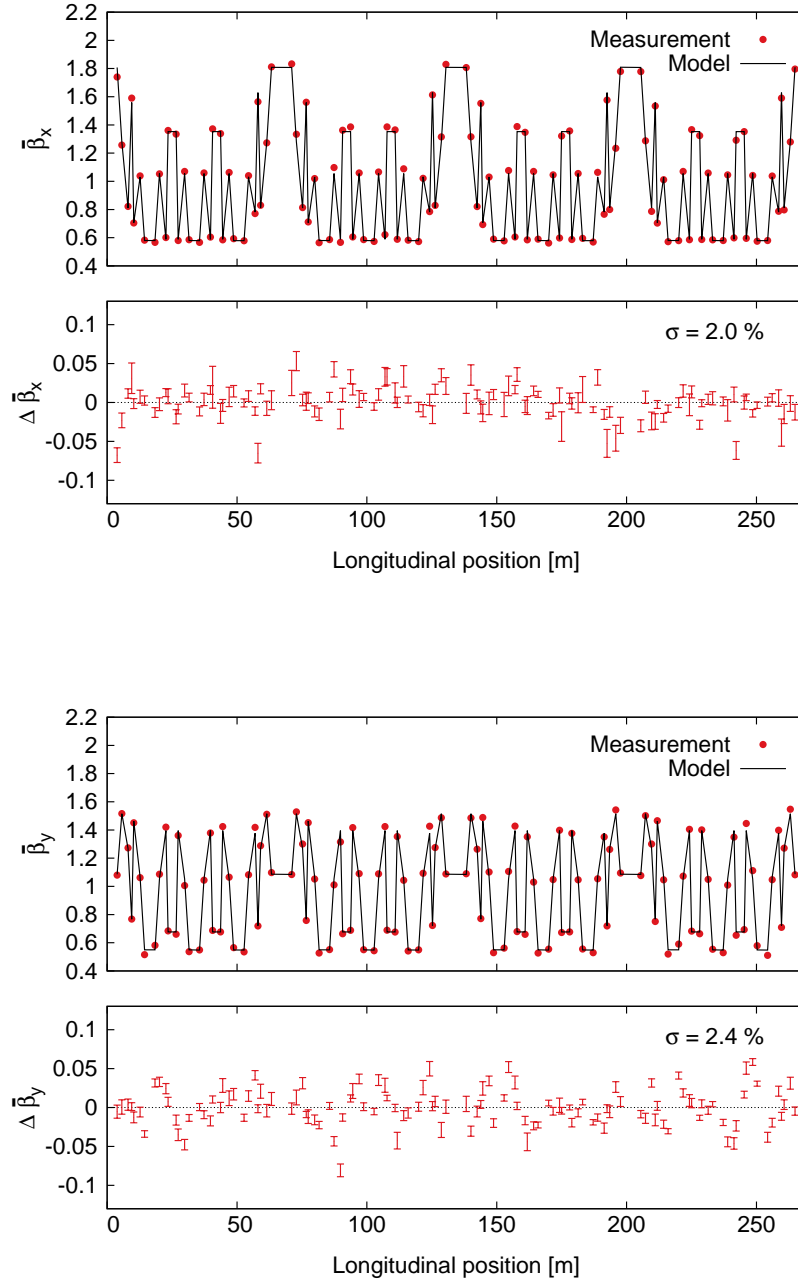 2.2
2
1.8
1.6
1.4
1.2
1
0.8
0.6
0.4
β̄x
Measurement
Model
0.1
0.05
0
-0.05
-0.1
Δ β̄x
σ = 2.0 %
0 50 100 150 200 250
Longitudinal position [m]
2.2
2
1.8
1.6
1.4
1.2
1
0.8
0.6
0.4
β̄y
Measurement
Model
0.1
0.05
0
-0.05
-0.1
Δ β̄y
σ = 2.4 %
0 50 100 150 200 250
Longitudinal position [m]